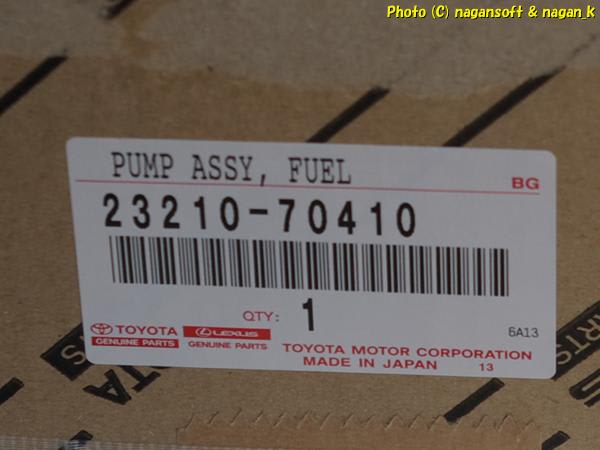 Photo (C) nagansoft & nagan_k
PUMP ASSY, FUEL
BG
23210-70410
QTY: 1
6A13
TOYOTA
GENUINE PARTS
LEXUS
GENUINE PARTS
TOYOTA MOTOR CORPORATION
MADE IN JAPAN 13
PARTS